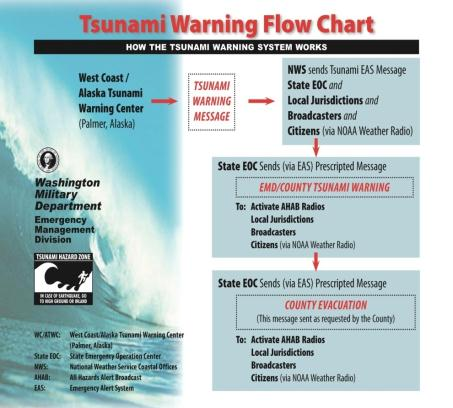 Tsunami Warning Flow Chart
HOW THE TSUNAMI WARNING SYSTEM WORKS
West Coast /
Alaska Tsunami
Warning Center
(Palmer, Alaska)
TSUNAMI
WARNING
MESSAGE
NWS sends Tsunami EAS Message
State EOC and
Local Jurisdictions and
Broadcasters and
Citizens (via NOAA Weather Radio)
State EOC Sends (via EAS) Prescripted Message
EMD/COUNTY TSUNAMI WARNING
To: Activate AHAB Radios
Local Jurisdictions
Broadcasters
Citizens (via NOAA Weather Radio)
State EOC Sends (via EAS) Prescripted Message
COUNTY EVACUATION
(This message sent as requested by the County)
To: Activate AHAB Radios
Local Jurisdictions
Broadcasters
Citizens (via NOAA Weather Radio)
Washington
Military
Department
Emergency
Management
Division
TSUNAMI HAZARD ZONE
IN CASE OF EARTHQUAKE, GO
TO HIGH GROUND OR INLAND
WC/ATWC: West Coast/Alaska Tsunami Warning Center
(Palmer, Alaska)
State EOC: State Emergency Operation Center
NWS: National Weather Service Coastal Offices
AHAB: All-Hazards Alert Broadcast
EAS: Emergency Alert System